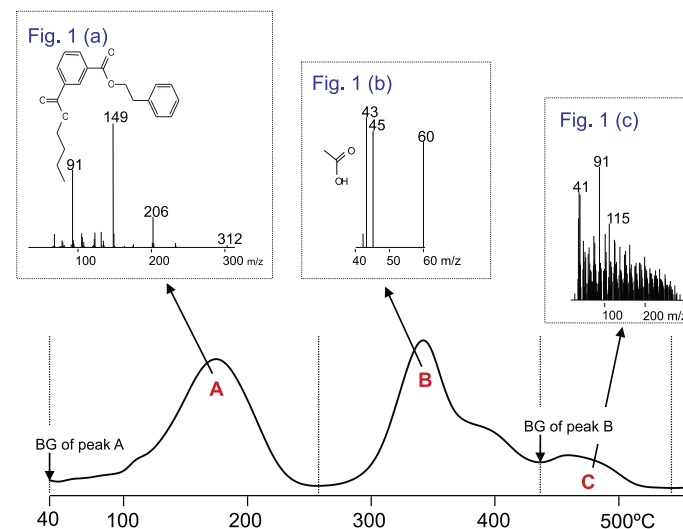 Fig. 1 (a)
C
O
O
C
C
149
91
206
312
100
200
300 m/z
Fig. 1 (b)
43
45
60
O
OH
40
50
60 m/z
Fig. 1 (c)
91
41
115
100
200 m/z
A
B
C
BG of peak A
BG of peak B
40
100
200
300
400
500ºC